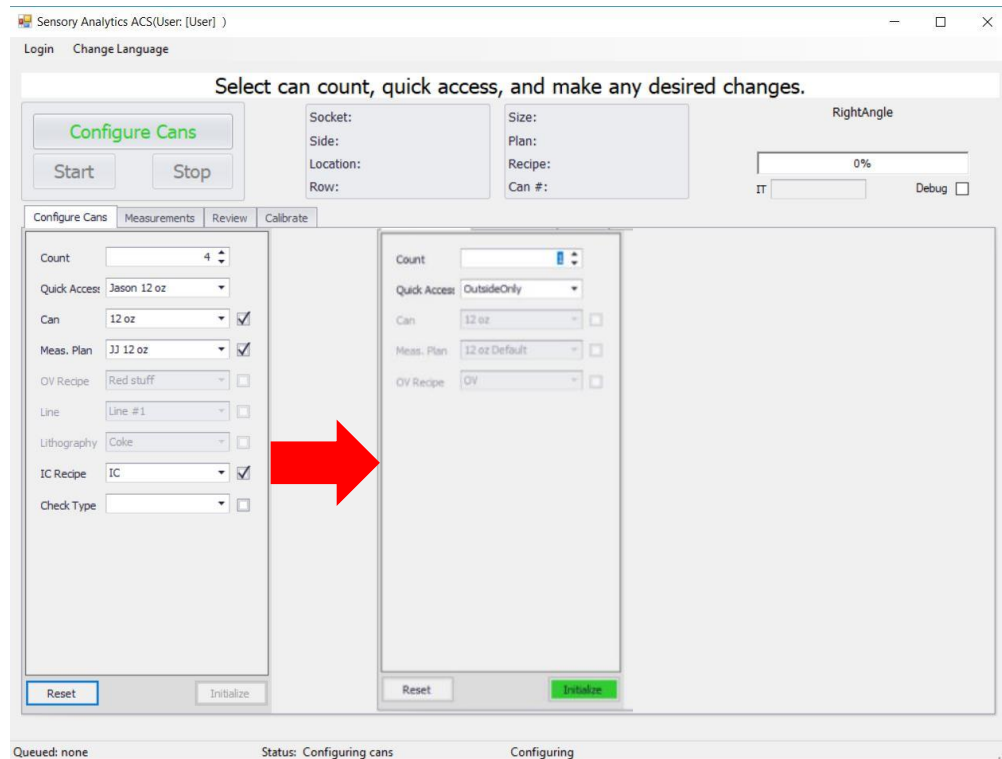 Sensory Analytics ACS(User: [User] )
Login Change Language
Select can count, quick access, and make any desired changes.
Configure Cans
Start Stop
Socket:
Side:
Location:
Row:
Size:
Plan:
Recipe:
Can #:
RightAngle
0%
IT Debug
Configure Cans Measurements Review Calibrate
Count 4
Quick Access Jason 12 oz
Can 12 oz
Meas. Plan JJ 12 oz
OV Recipe Red stuff
Line Line #1
Lithography Coke
IC Recipe IC
Check Type
Reset Initialize
Count 1
Quick Access OutsideOnly
Can 12 oz
Meas. Plan 12 oz Default
OV Recipe OV
Reset Initialize
Queued: none Status: Configuring cans Configuring